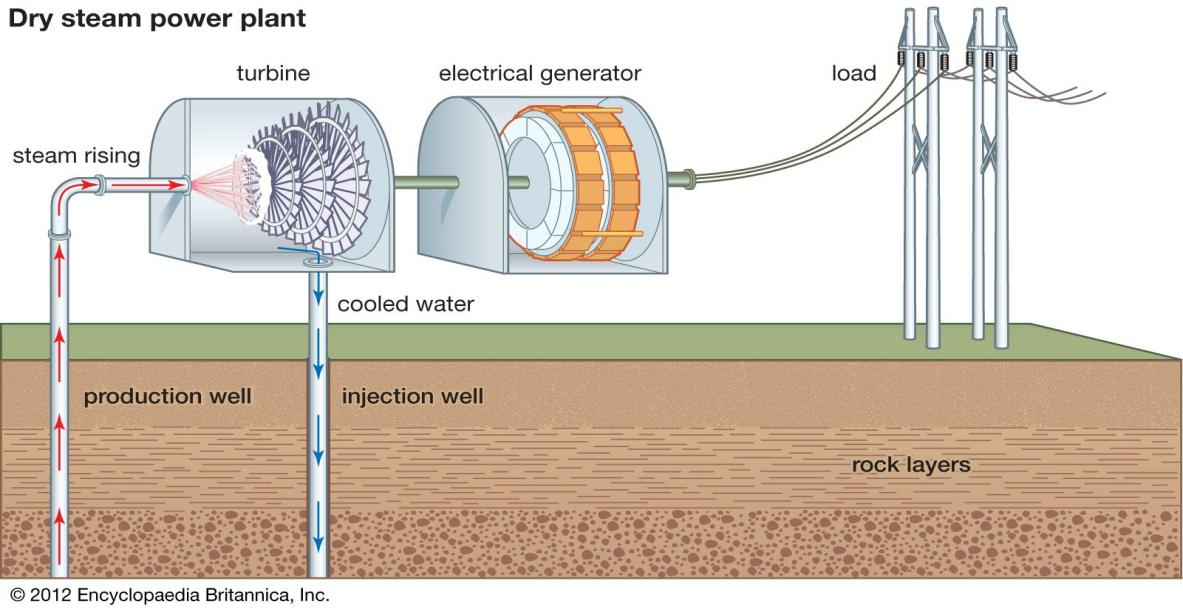 Dry steam power plant
turbine
electrical generator
load
steam rising
cooled water
production well
injection well
rock layers
© 2012 Encyclopaedia Britannica, Inc.